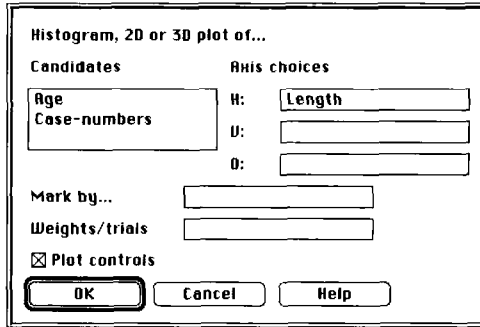 Histogram, 2D or 3D plot of...
Candidates
Axis choices
Age
Case-numbers
H: Length
V:
O:
Mark by...
Weights/trials
Plot controls
OK
Cancel
Help